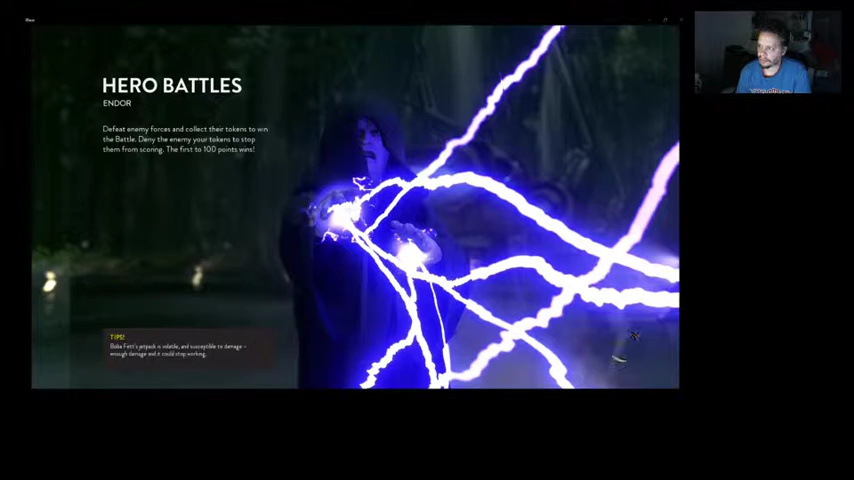 HERO BATTLES
ENDOR
Defeat enemy forces and collect their tokens to win
the Battle. Deny the enemy your tokens to stop
them from scoring. The first to 100 points wins!
TIPS!
Boba Fett's jetpack is volatile, and susceptible to damage –
enough damage and it could stop working.